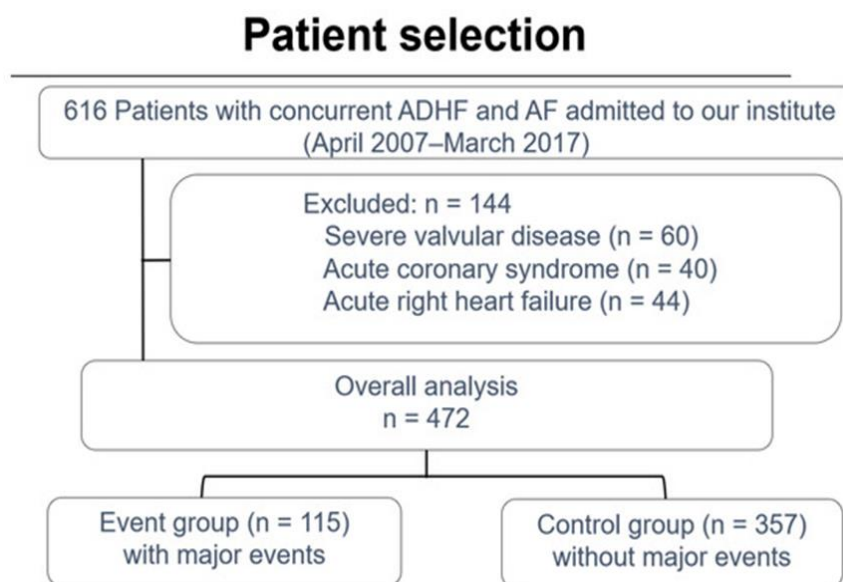 Patient selection
616 Patients with concurrent ADHF and AF admitted to our institute
(April 2007–March 2017)
Excluded: n = 144
Severe valvular disease (n = 60)
Acute coronary syndrome (n = 40)
Acute right heart failure (n = 44)
Overall analysis
n = 472
Event group (n = 115)
with major events
Control group (n = 357)
without major events